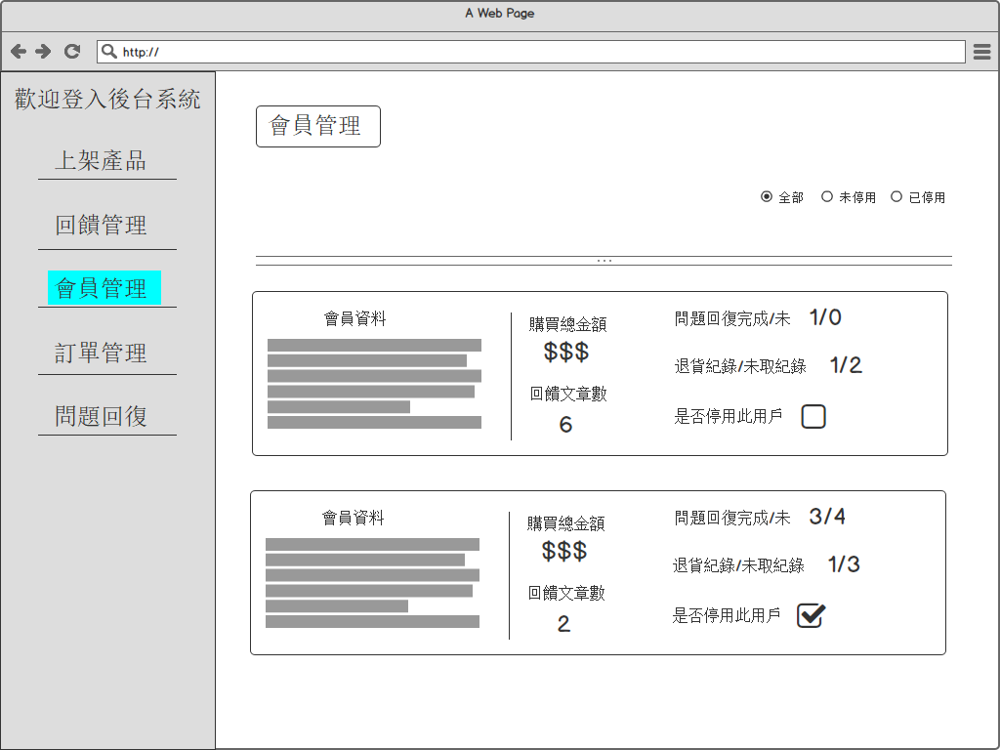 A Web Page
http://
歡迎登入後台系統
上架產品
回饋管理
會員管理
訂單管理
問題回復
會員管理
全部 未停用 已停用
會員資料
購買總金額
$$$
回饋文章數
6
問題回復完成/未 1/0
退貨紀錄/未取紀錄 1/2
是否停用此用戶
會員資料
購買總金額
$$$
回饋文章數
2
問題回復完成/未 3/4
退貨紀錄/未取紀錄 1/3
是否停用此用戶